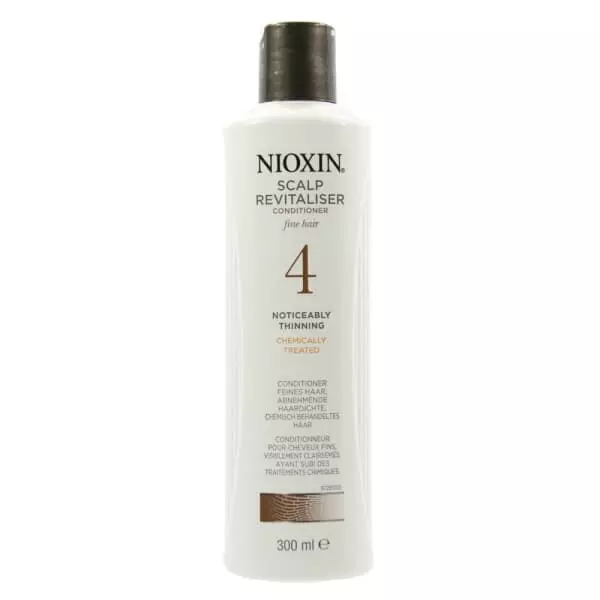 NIOXIN®
SCALP
REVITALISER
CONDITIONER
fine hair
4
NOTICEABLY
THINNING
CHEMICALLY
TREATED
CONDITIONER
FEINES HAAR,
ABNEHMENDE
HAARDICHTE,
CHEMISCH BEHANDELTES
HAAR
CONDITIONNEUR
POUR CHEVEUX FINS,
VISIBLEMENT CLAIRSEMÉS,
AYANT SUBI DES
TRAITEMENTS CHIMIQUES.
300 ml ℮